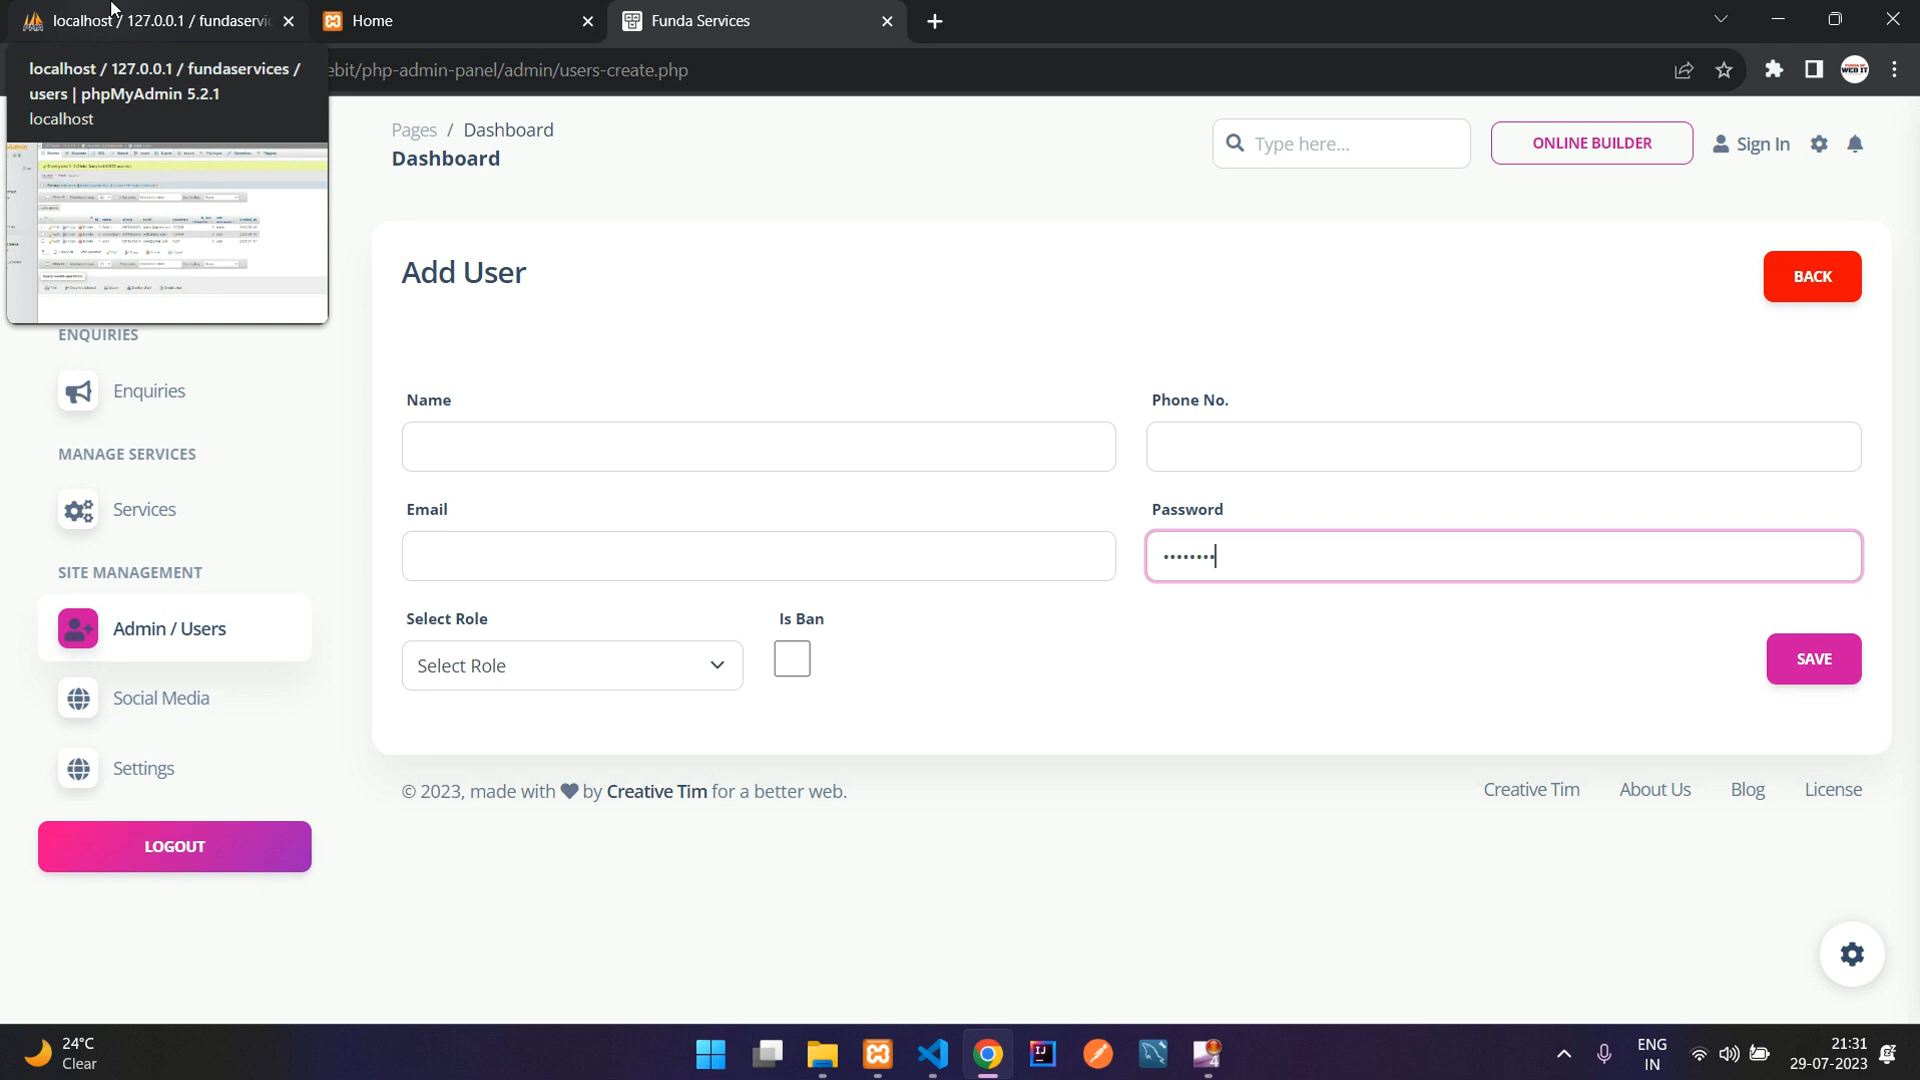 localhost / 127.0.0.1 / fundaservic
Home
Funda Services
localhost / 127.0.0.1 / fundaservices /
users | phpMyAdmin 5.2.1
localhost
ebit/php-admin-panel/admin/users-create.php
WEB IT
Pages / Dashboard
Dashboard
Type here...
ONLINE BUILDER
Sign In
Add User
BACK
ENQUIRIES
Enquiries
MANAGE SERVICES
Services
SITE MANAGEMENT
Admin / Users
Social Media
Settings
LOGOUT
Name
Phone No.
Email
Password
Select Role
Is Ban
Select Role
SAVE
© 2023, made with by Creative Tim for a better web.
Creative Tim
About Us
Blog
License
24°C
Clear
ENG
IN
21:31
29-07-2023